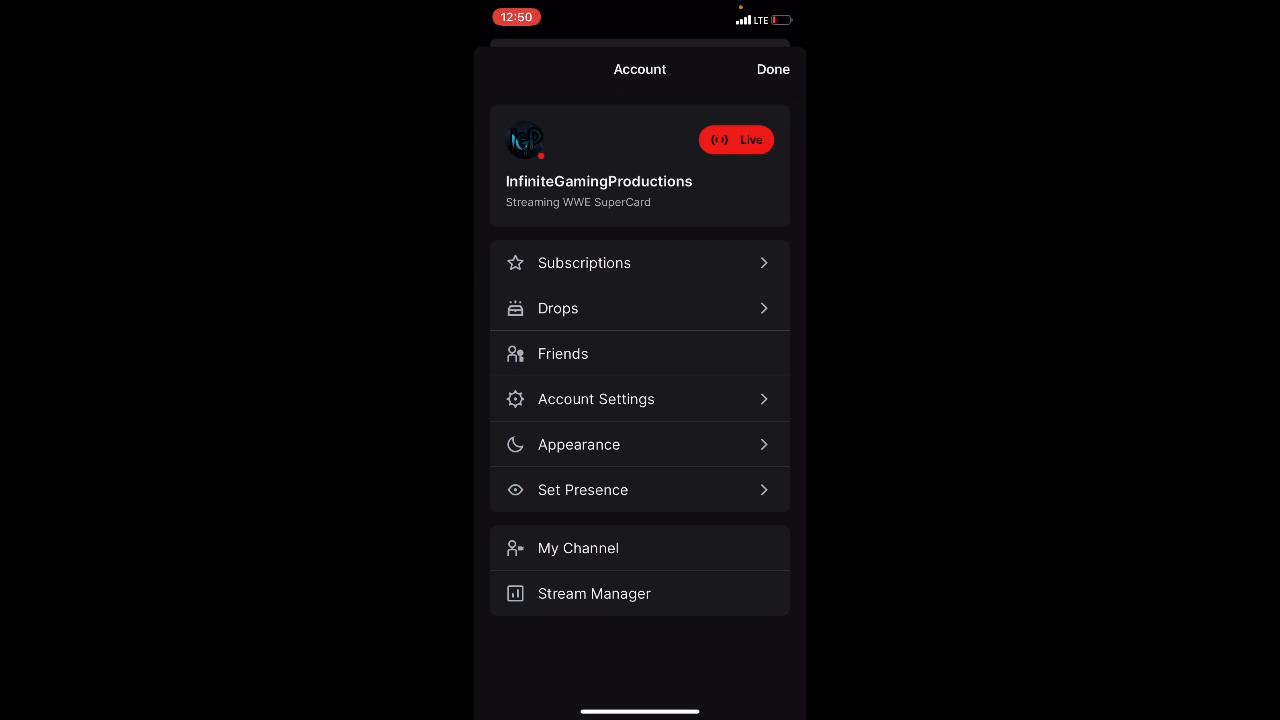 12:50
LTE
Account
Done
IGP
Live
InfiniteGamingProductions
Streaming WWE SuperCard
Subscriptions
Drops
Friends
Account Settings
Appearance
Set Presence
My Channel
Stream Manager